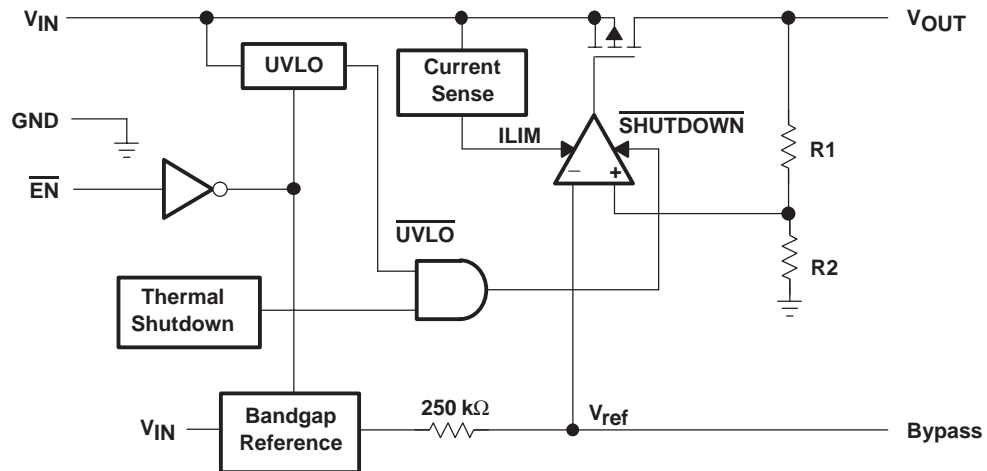 VIN
VOUT
UVLO
Current
Sense
SHUTDOWN
GND
ILIM
R1
EN
− +
UVLO
R2
Thermal
Shutdown
250 kΩ
VIN
Bandgap
Reference
Vref
Bypass